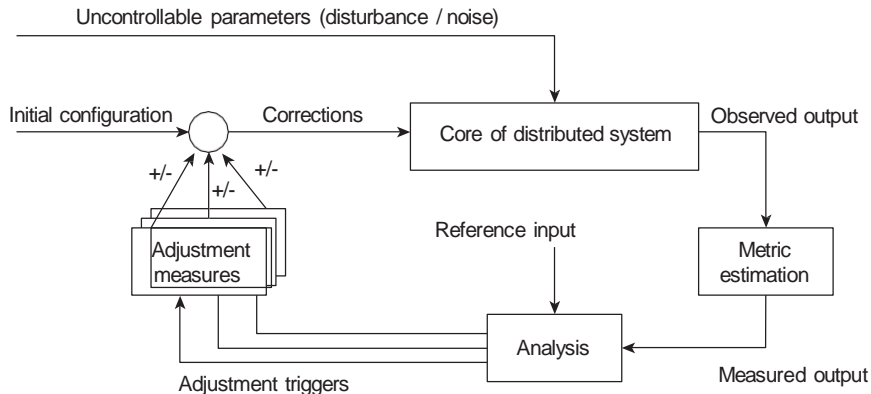 Uncontrollable parameters (disturbance / noise)
Initial configuration
Corrections
Core of distributed system
Observed output
+/-
+/-
+/-
Reference input
Adjustment
measures
Metric
estimation
Analysis
Adjustment triggers
Measured output